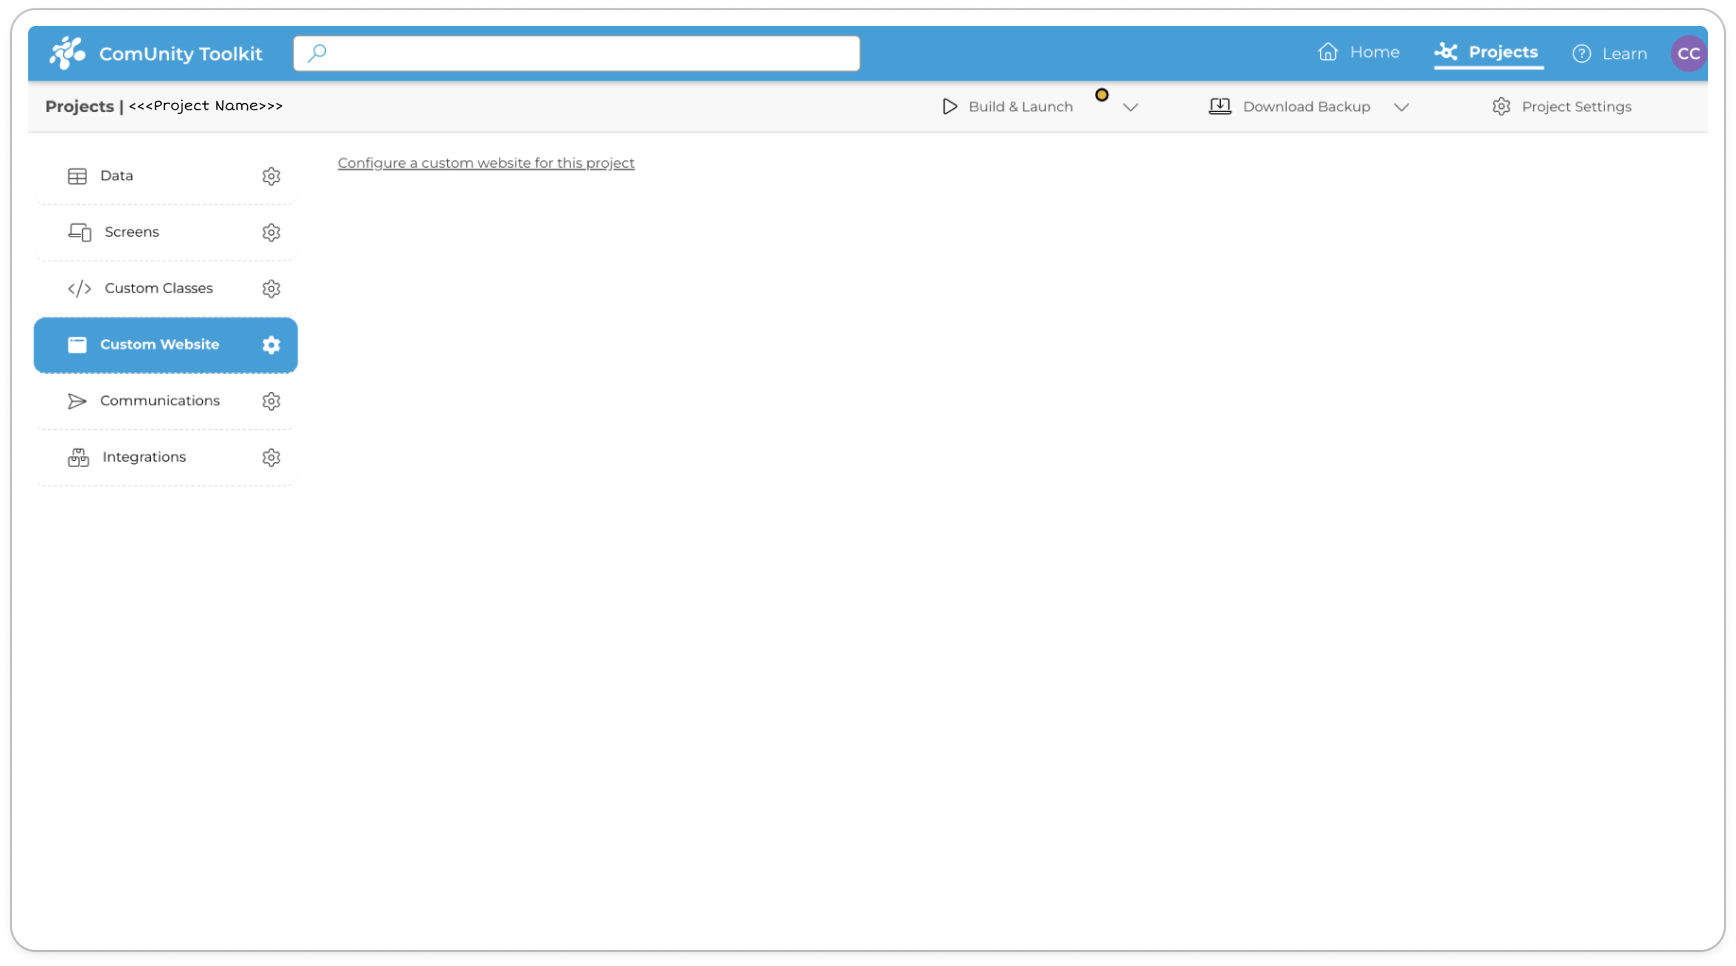 ComUnity Toolkit
Home Projects Learn CC
Projects | <<<Project Name>>>
Build & Launch Download Backup Project Settings
Data
Configure a custom website for this project
Screens
Custom Classes
Custom Website
Communications
Integrations